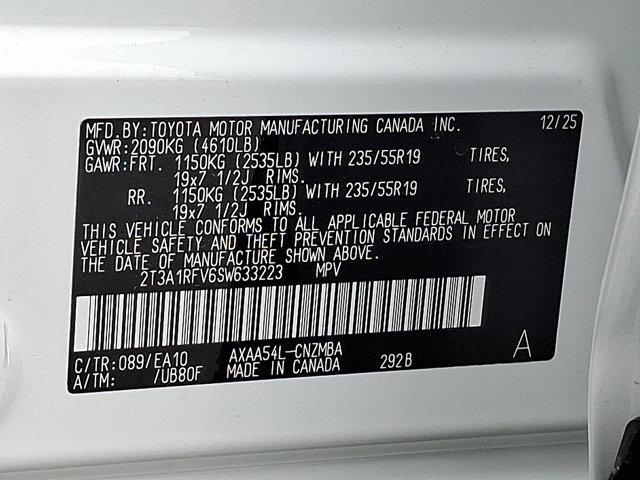 MFD.BY:TOYOTA MOTOR MANUFACTURING CANADA INC. 12/25
GVWR:2090KG (4610LB)
GAWR:FRT. 1150KG (2535LB) WITH 235/55R19 TIRES,
19x7 1/2J RIMS.
RR. 1150KG (2535LB) WITH 235/55R19 TIRES,
19x7 1/2J RIMS.
THIS VEHICLE CONFORMS TO ALL APPLICABLE FEDERAL MOTOR
VEHICLE SAFETY AND THEFT PREVENTION STANDARDS IN EFFECT ON
THE DATE OF MANUFACTURE SHOWN ABOVE.
2T3A1RFV6SW633223 MPV
C/TR:089/EA10 AXAA54L-CNZMBA 292B A
A/TM: /UB80F MADE IN CANADA